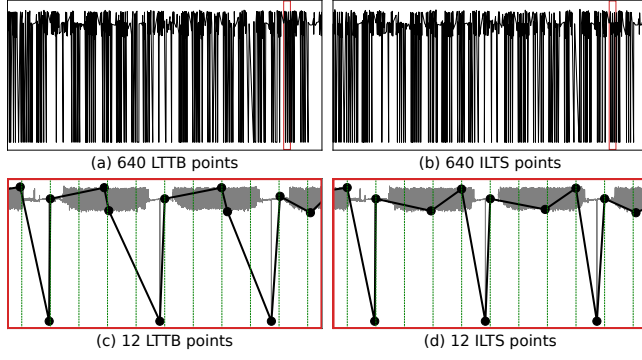 (a) 640 LTTB points
(b) 640 ILTS points
(c) 12 LTTB points
(d) 12 ILTS points